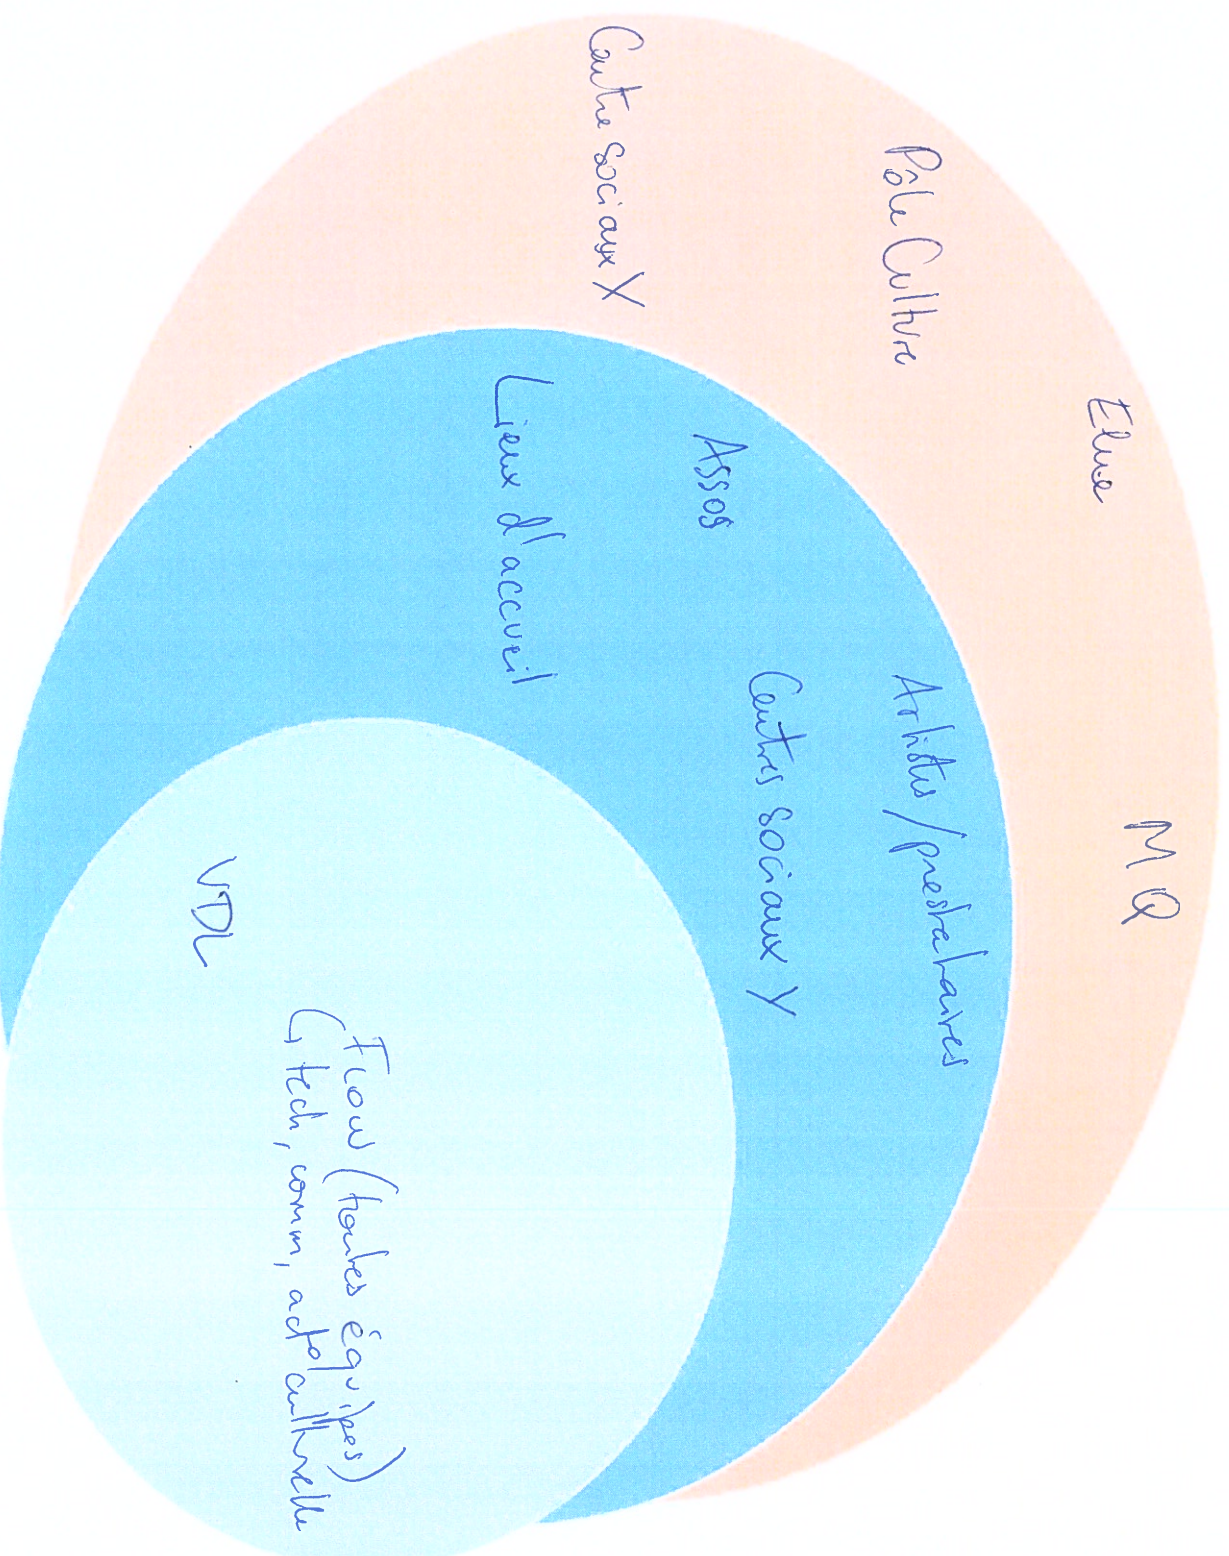 MQ
Elue
Pôle Culture
Centre sociaux X
Artistes / prestataires
Centres sociaux Y
Assos
Lieux d'accueil
Flow (toutes équipes)
↳ tech, comm, act° culturelle
VDL